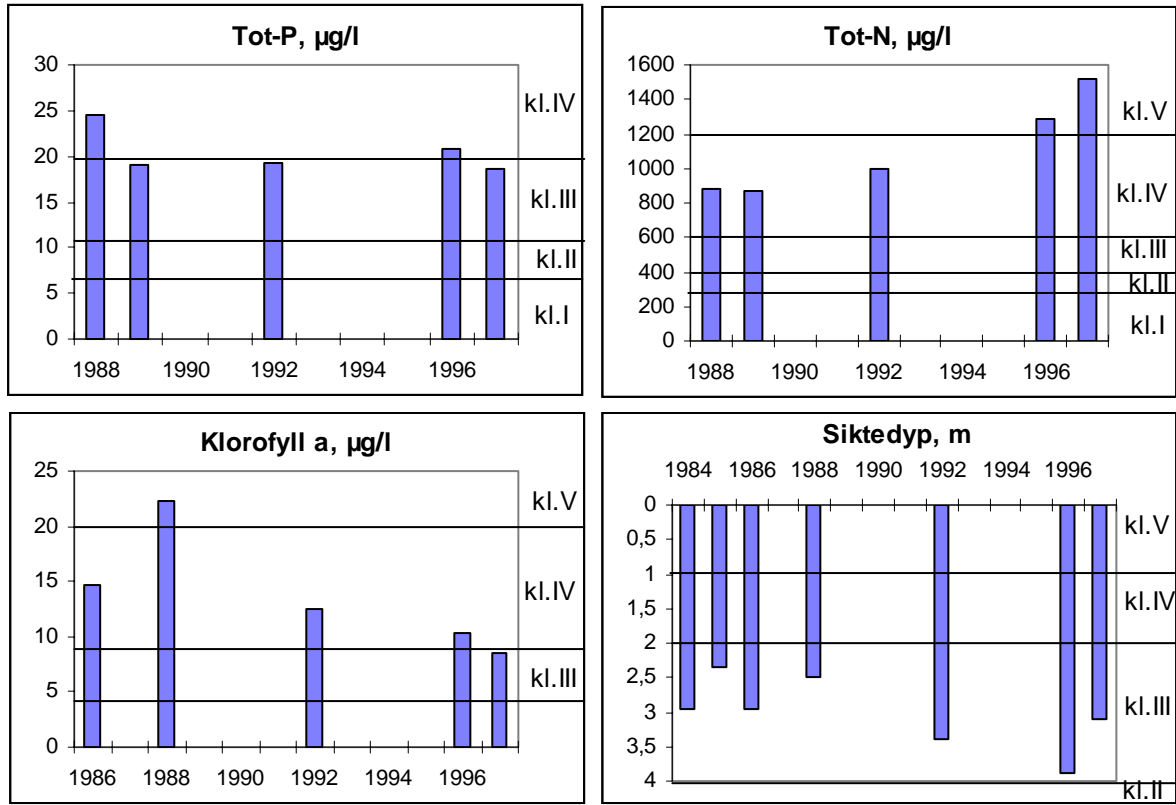 Tot-P, µg/l
30
25
20
15
10
5
0
kl.IV
kl.III
kl.II
kl.I
1988 1990 1992 1994 1996
Tot-N, µg/l
1600
1400
1200
1000
800
600
400
200
0
kl.V
kl.IV
kl.III
kl.II
kl.I
1988 1990 1992 1994 1996
Klorofyll a, µg/l
25
20
15
10
5
0
kl.V
kl.IV
kl.III
1986 1988 1990 1992 1994 1996
Siktedyp, m
1984 1986 1988 1990 1992 1994 1996
0
0,5
1
1,5
2
2,5
3
3,5
4
kl.V
kl.IV
kl.III
kl.II